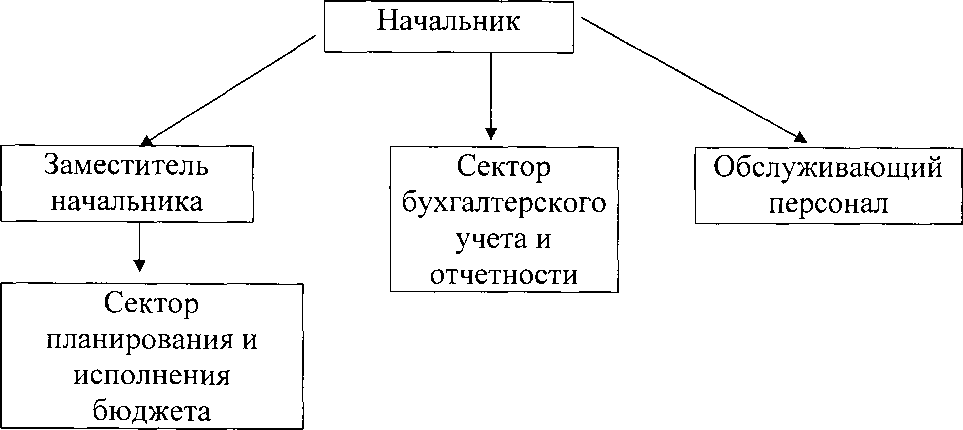 Начальник
Заместитель
начальника
Сектор
бухгалтерского
учета и
отчетности
Обслуживающий
персонал
Сектор
планирования и
исполнения
бюджета